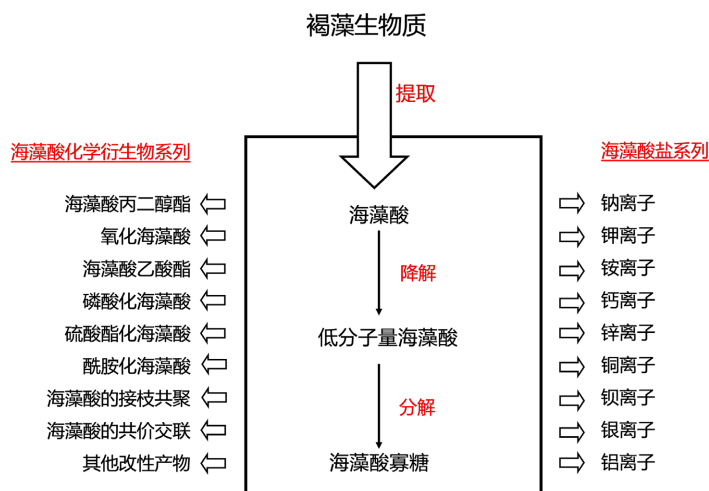 褐藻生物质
提取
海藻酸化学衍生物系列
海藻酸盐系列
海藻酸丙二醇酯
氧化海藻酸
海藻酸乙酸酯
磷酸化海藻酸
硫酸酯化海藻酸
酰胺化海藻酸
海藻酸的接枝共聚
海藻酸的共价交联
其他改性产物
海藻酸
降解
低分子量海藻酸
分解
海藻酸寡糖
钠离子
钾离子
铵离子
钙离子
锌离子
铜离子
钡离子
银离子
铝离子